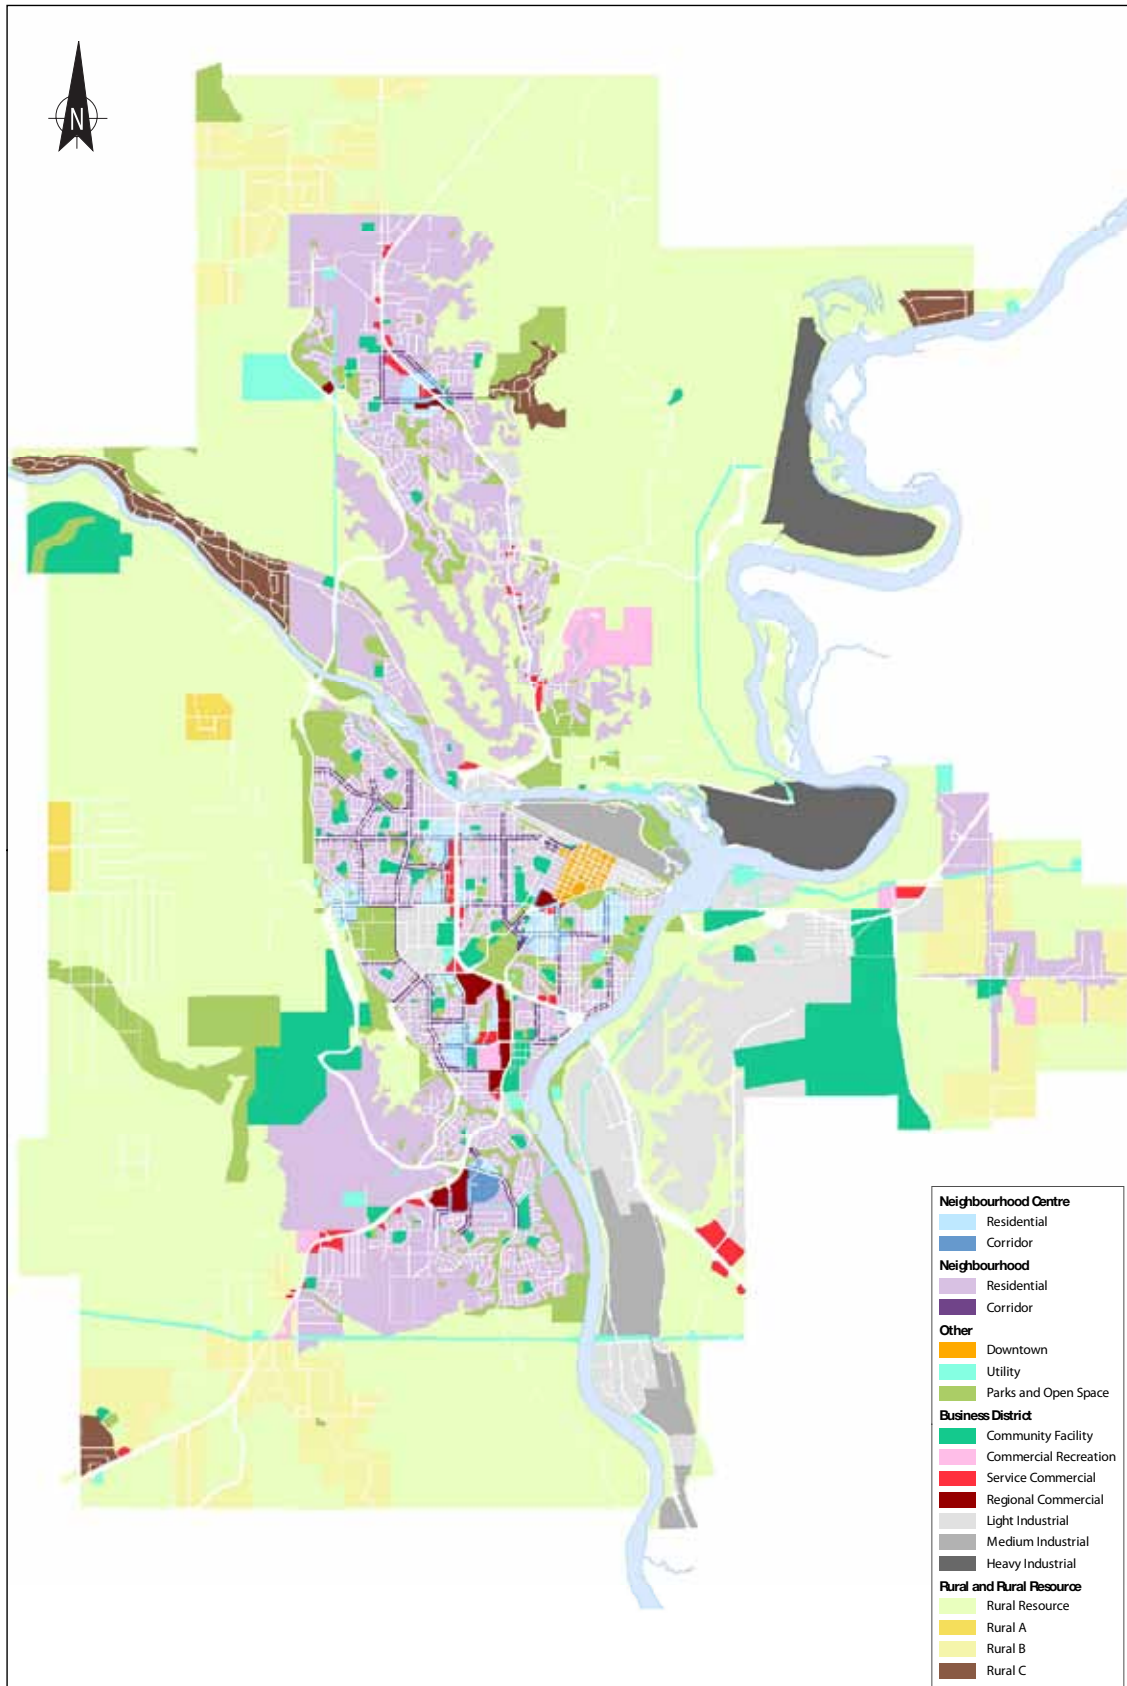 N
Neighbourhood Centre
Residential
Corridor
Neighbourhood
Residential
Corridor
Other
Downtown
Utility
Parks and Open Space
Business District
Community Facility
Commercial Recreation
Service Commercial
Regional Commercial
Light Industrial
Medium Industrial
Heavy Industrial
Rural and Rural Resource
Rural Resource
Rural A
Rural B
Rural C